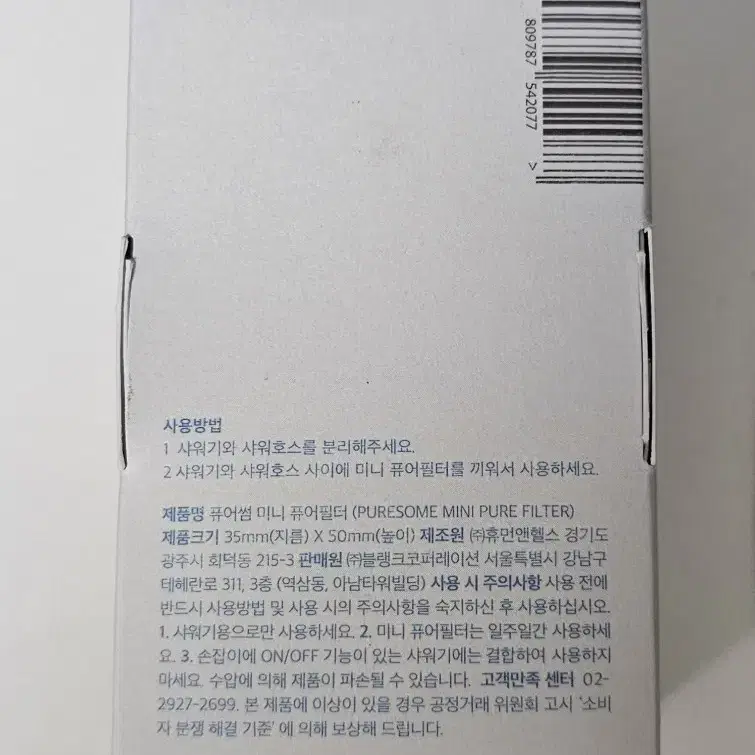 809787 542077 >
사용방법
1 샤워기와 샤워호스를 분리해주세요.
2 샤워기와 샤워호스 사이에 미니 퓨어필터를 끼워서 사용하세요.
제품명 퓨어썸 미니 퓨어필터 (PURESOME MINI PURE FILTER)
제품크기 35mm(지름) X 50mm(높이) 제조원 ㈜휴먼앤헬스 경기도
광주시 회덕동 215-3 판매원 ㈜블랭크코퍼레이션 서울특별시 강남구
테헤란로 311, 3층 (역삼동, 아남타워빌딩) 사용 시 주의사항 사용 전에
반드시 사용방법 및 사용 시의 주의사항을 숙지하신 후 사용하십시오.
1. 샤워기용으로만 사용하세요. 2. 미니 퓨어필터는 일주일간 사용하세
요. 3. 손잡이에 ON/OFF 기능이 있는 샤워기에는 결합하여 사용하지
마세요. 수압에 의해 제품이 파손될 수 있습니다. 고객만족 센터 02-
2927-2699. 본 제품에 이상이 있을 경우 공정거래 위원회 고시 '소비
자 분쟁 해결 기준'에 의해 보상해 드립니다.